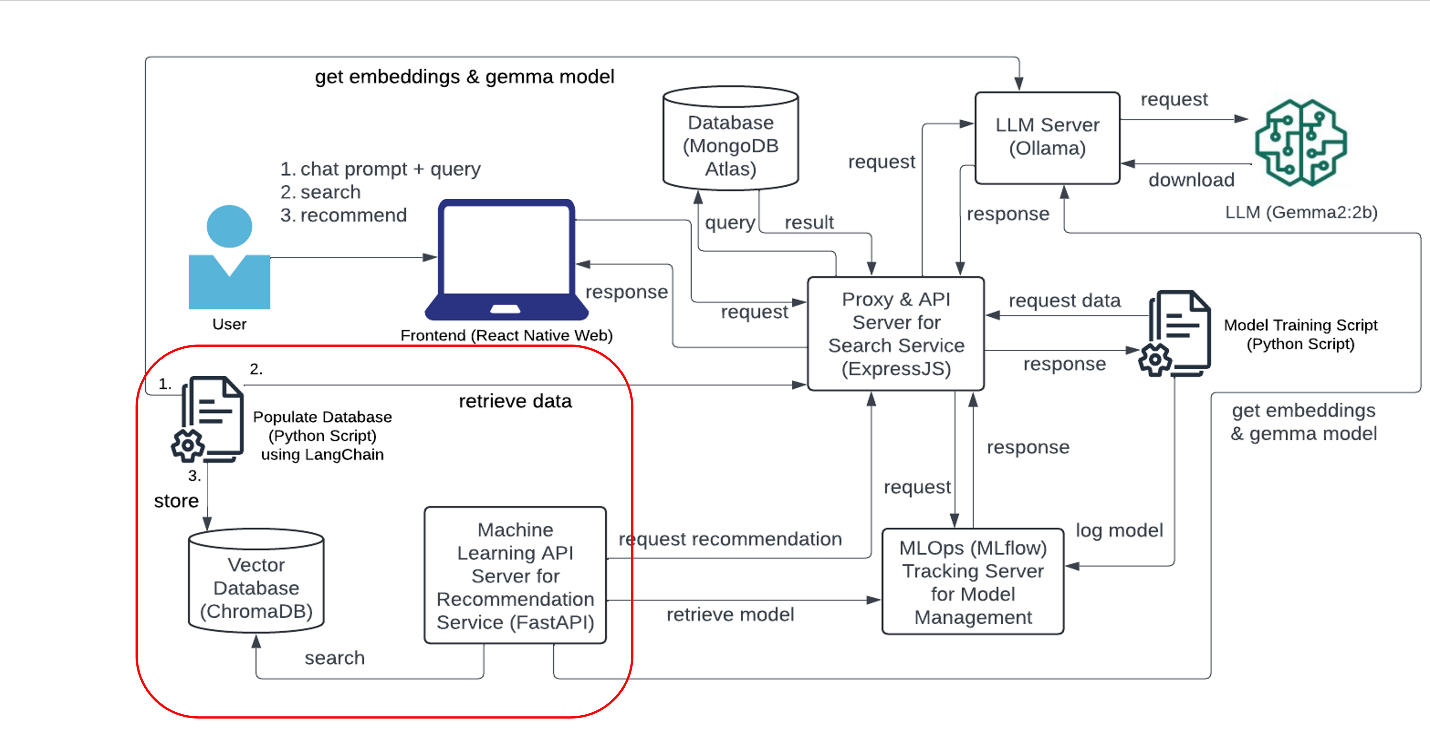 get embeddings & gemma model
1. chat prompt + query
2. search
3. recommend
User
Frontend (React Native Web)
Database
(MongoDB
Atlas)
query
result
request
response
LLM Server
(Ollama)
request
response
request
download
LLM (Gemma2:2b)
Proxy & API
Server for
Search Service
(ExpressJS)
request data
response
Model Training Script
(Python Script)
get embeddings
& gemma model
1.
2.
retrieve data
Populate Database
(Python Script)
using LangChain
3.
store
Vector
Database
(ChromaDB)
search
Machine
Learning API
Server for
Recommendation
Service (FastAPI)
request recommendation
retrieve model
request
response
log model
MLOps (MLflow)
Tracking Server
for Model
Management